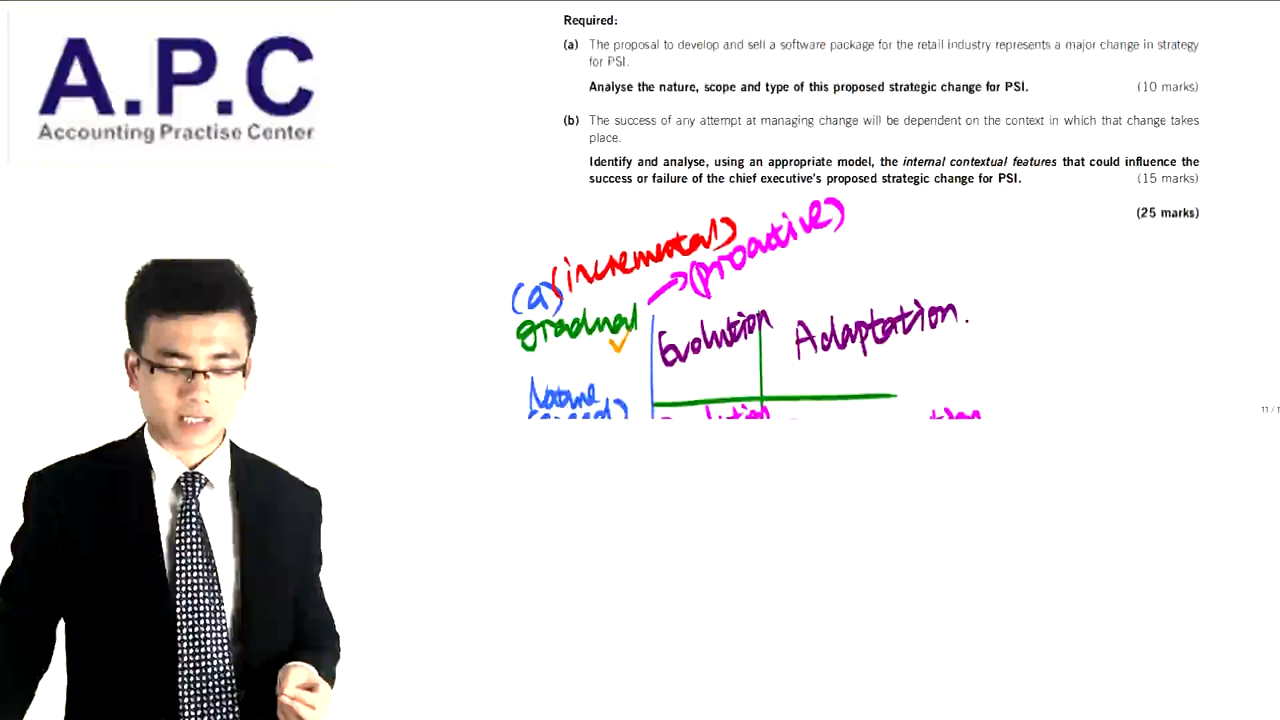 A.P.C
Accounting Practise Center
Required:
(a) The proposal to develop and sell a software package for the retail industry represents a major change in strategy
for PSI.
Analyse the nature, scope and type of this proposed strategic change for PSI. (10 marks)
(b) The success of any attempt at managing change will be dependent on the context in which that change takes
place.
Identify and analyse, using an appropriate model, the internal contextual features that could influence the
success or failure of the chief executive's proposed strategic change for PSI. (15 marks)
(25 marks)
(a) (incremental)
(proactive)
gradual
Evolution Adaptation.
Nature
11 / 1